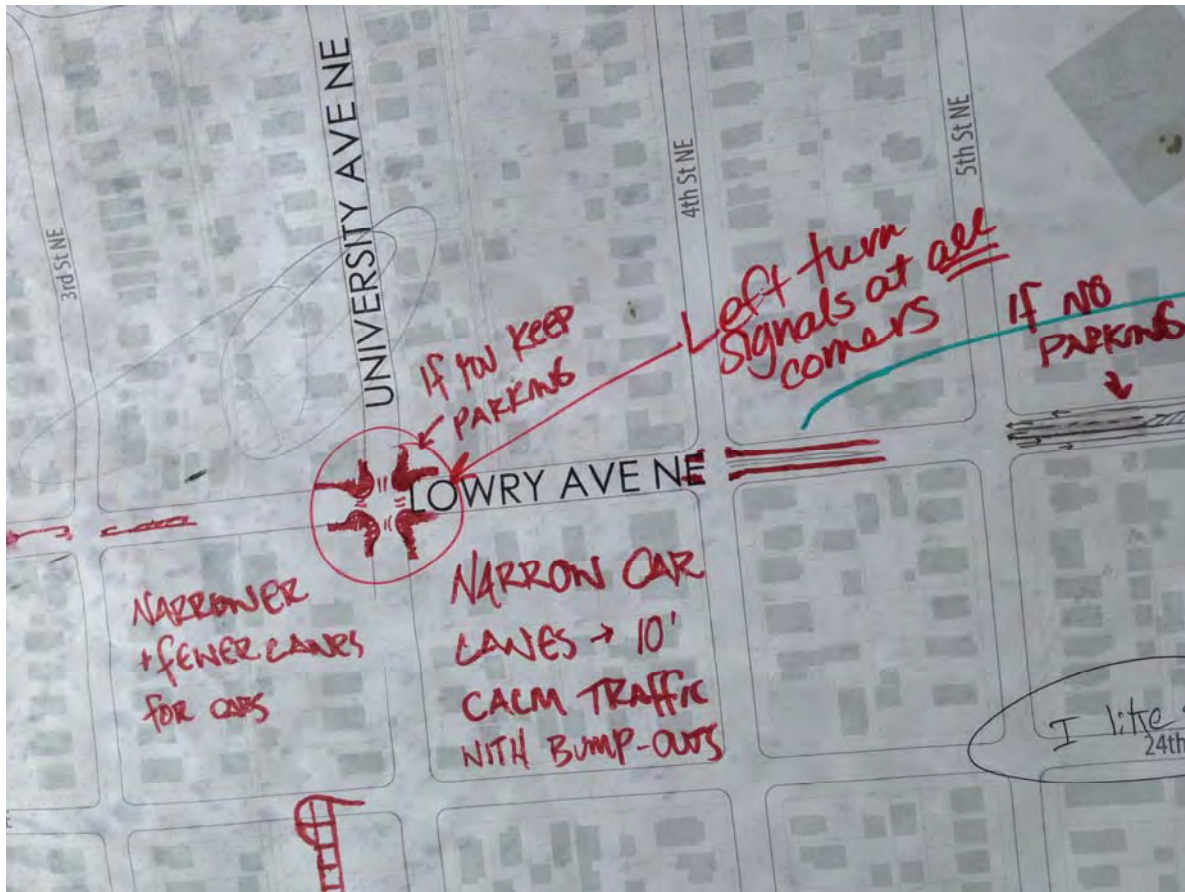 UNIVERSITY AVE NE
3rd St NE
4th St NE
5th St NE
Left turn
signals at all
corners
If NO
PARKING
If YOU KEEP
PARKING
LOWRY AVE NE
NARROWER
+ FEWER LANES
FOR CARS
NARROW CAR
LANES → 10'
CALM TRAFFIC
WITH BUMP-OUTS
I like
24th